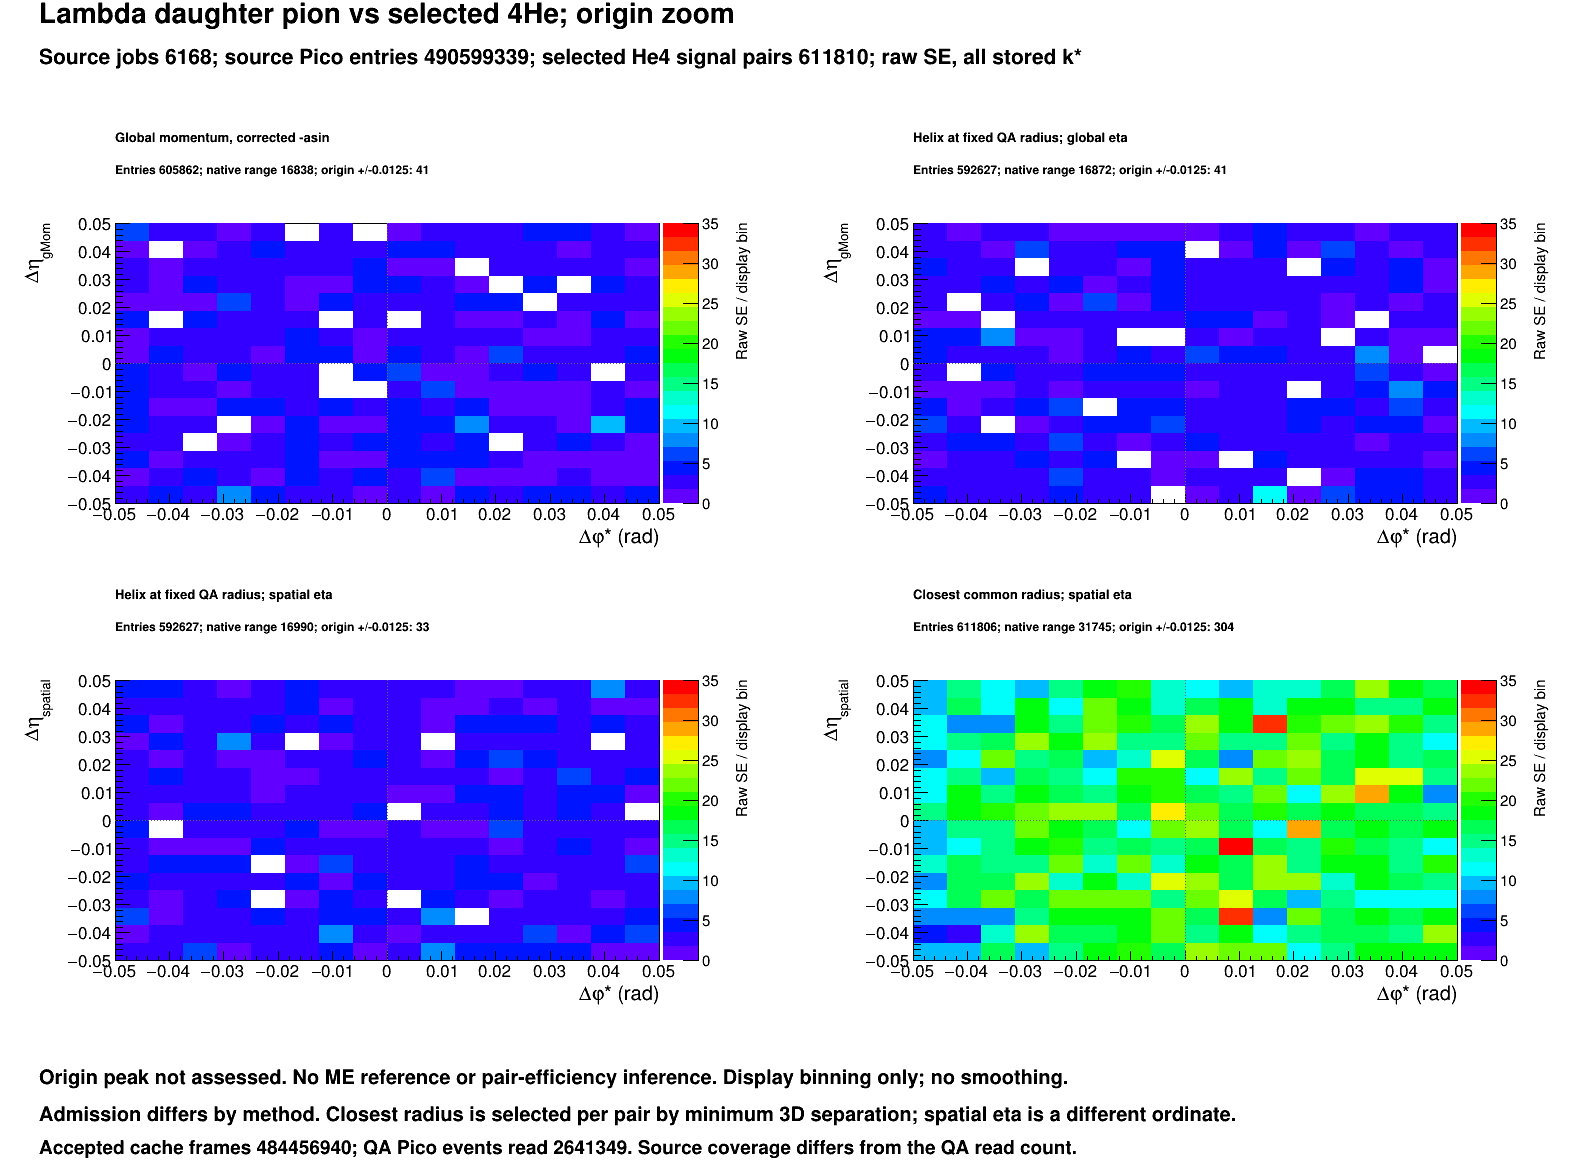 Lambda daughter pion vs selected 4He; origin zoom
Source jobs 6168; source Pico entries 490599339; selected He4 signal pairs 611810; raw SE, all stored k*
Global momentum, corrected -asin
Entries 605862; native range 16838; origin +/-0.0125: 41
Δη gMom
0.05
0.04
0.03
0.02
0.01
0
−0.01
−0.02
−0.03
−0.04
−0.05
−0.05 −0.04 −0.03 −0.02 −0.01 0 0.01 0.02 0.03 0.04 0.05
Δφ* (rad)
35
30
25
20
15
10
5
0
Raw SE / display bin
Helix at fixed QA radius; global eta
Entries 592627; native range 16872; origin +/-0.0125: 41
Δη gMom
0.05
0.04
0.03
0.02
0.01
0
−0.01
−0.02
−0.03
−0.04
−0.05
−0.05 −0.04 −0.03 −0.02 −0.01 0 0.01 0.02 0.03 0.04 0.05
Δφ* (rad)
35
30
25
20
15
10
5
0
Raw SE / display bin
Helix at fixed QA radius; spatial eta
Entries 592627; native range 16990; origin +/-0.0125: 33
Δη spatial
0.05
0.04
0.03
0.02
0.01
0
−0.01
−0.02
−0.03
−0.04
−0.05
−0.05 −0.04 −0.03 −0.02 −0.01 0 0.01 0.02 0.03 0.04 0.05
Δφ* (rad)
35
30
25
20
15
10
5
0
Raw SE / display bin
Closest common radius; spatial eta
Entries 611806; native range 31745; origin +/-0.0125: 304
Δη spatial
0.05
0.04
0.03
0.02
0.01
0
−0.01
−0.02
−0.03
−0.04
−0.05
−0.05 −0.04 −0.03 −0.02 −0.01 0 0.01 0.02 0.03 0.04 0.05
Δφ* (rad)
35
30
25
20
15
10
5
0
Raw SE / display bin
Origin peak not assessed. No ME reference or pair-efficiency inference. Display binning only; no smoothing.
Admission differs by method. Closest radius is selected per pair by minimum 3D separation; spatial eta is a different ordinate.
Accepted cache frames 484456940; QA Pico events read 2641349. Source coverage differs from the QA read count.